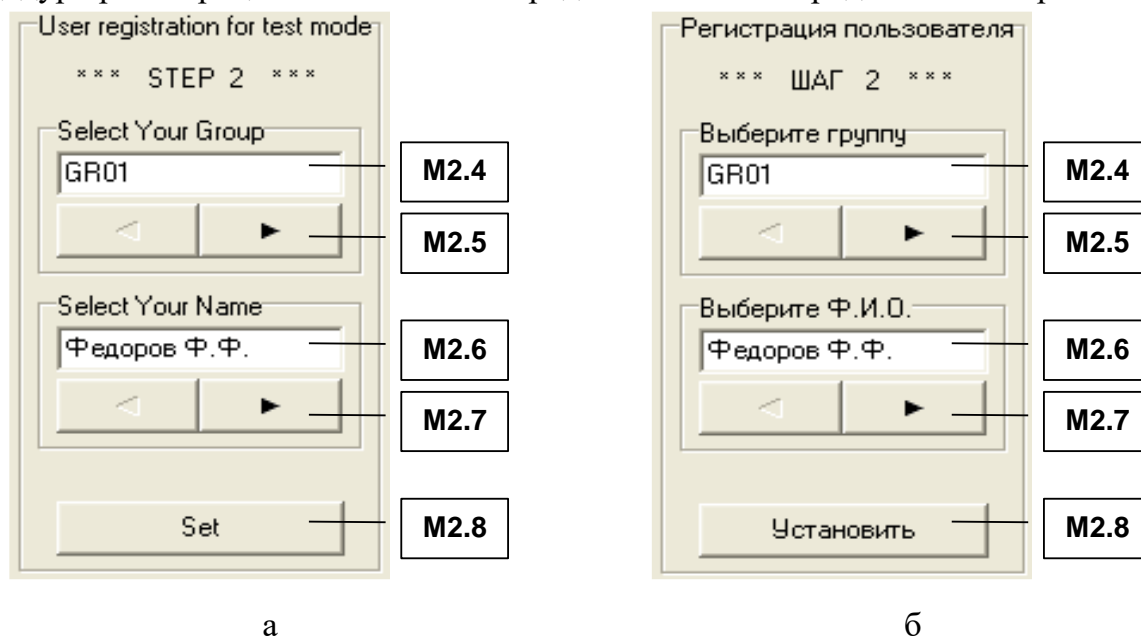 User registration for test mode
*** STEP 2 ***
Select Your Group
GR01
M2.4
M2.5
Select Your Name
Федоров Ф.Ф.
M2.6
M2.7
Set
M2.8
а
Регистрация пользователя
*** ШАГ 2 ***
Выберите группу
GR01
M2.4
M2.5
Выберите Ф.И.О.
Федоров Ф.Ф.
M2.6
M2.7
Установить
M2.8
б